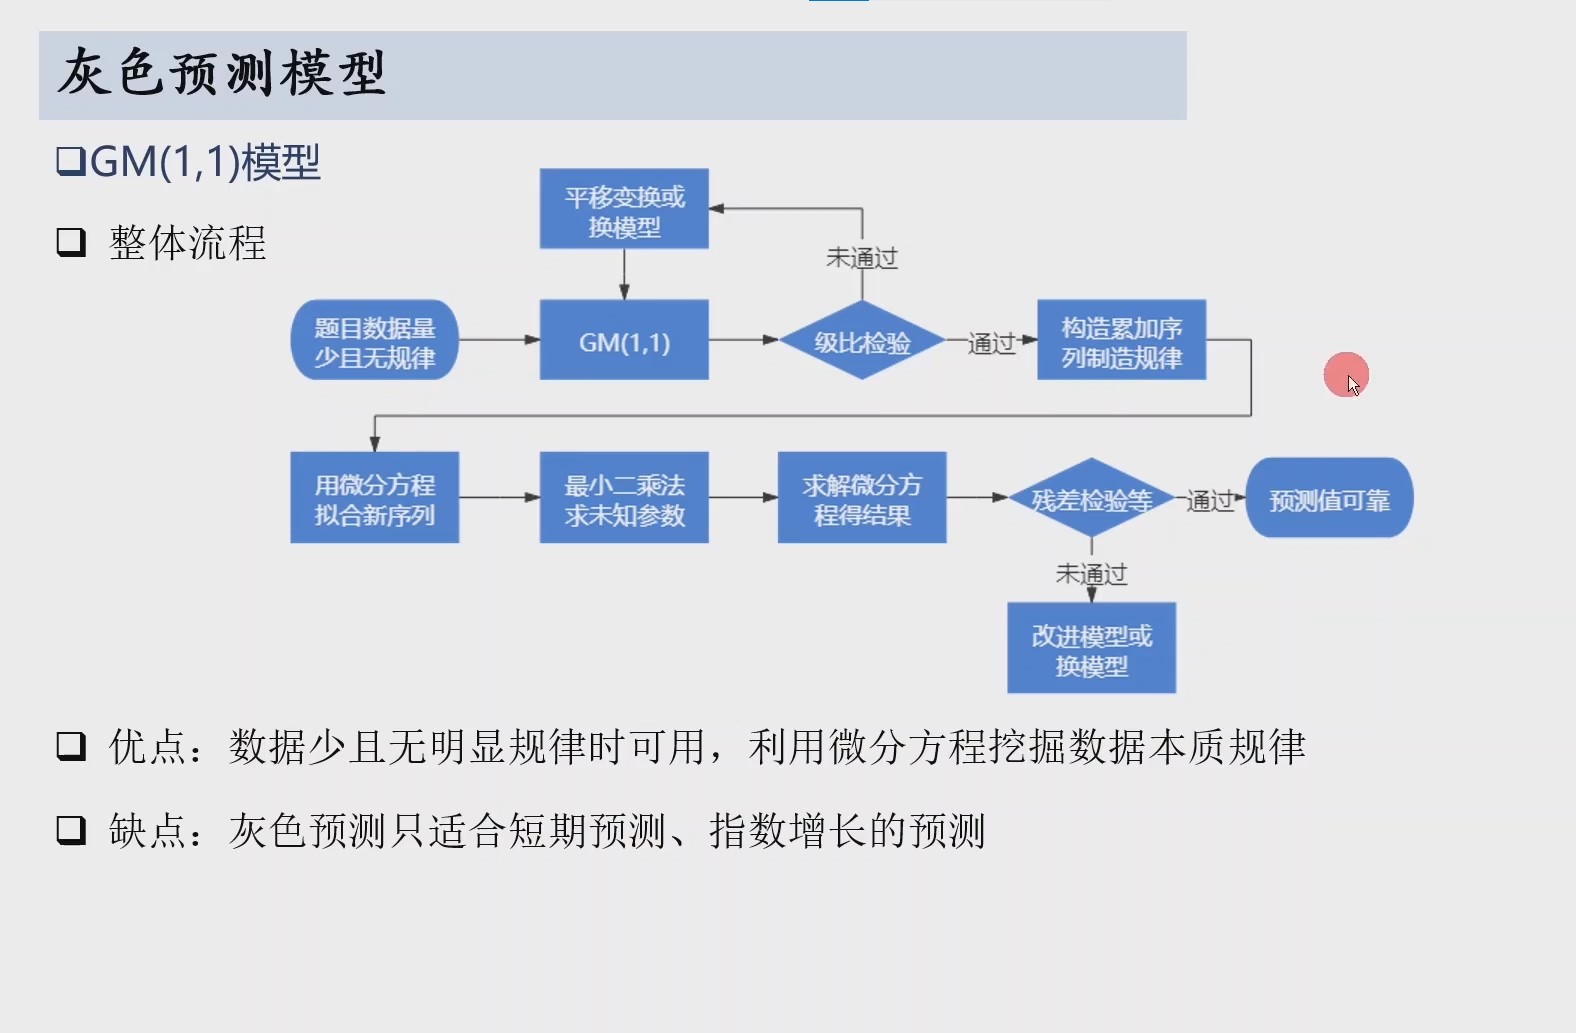 灰色预测模型
GM(1,1)模型
整体流程
平移变换或
换模型
未通过
题目数据量
少且无规律
GM(1,1)
级比检验
通过
构造累加序
列制造规律
用微分方程
拟合新序列
最小二乘法
求未知参数
求解微分方
程得结果
残差检验等
通过
预测值可靠
未通过
改进模型或
换模型
优点：数据少且无明显规律时可用，利用微分方程挖掘数据本质规律
缺点：灰色预测只适合短期预测、指数增长的预测